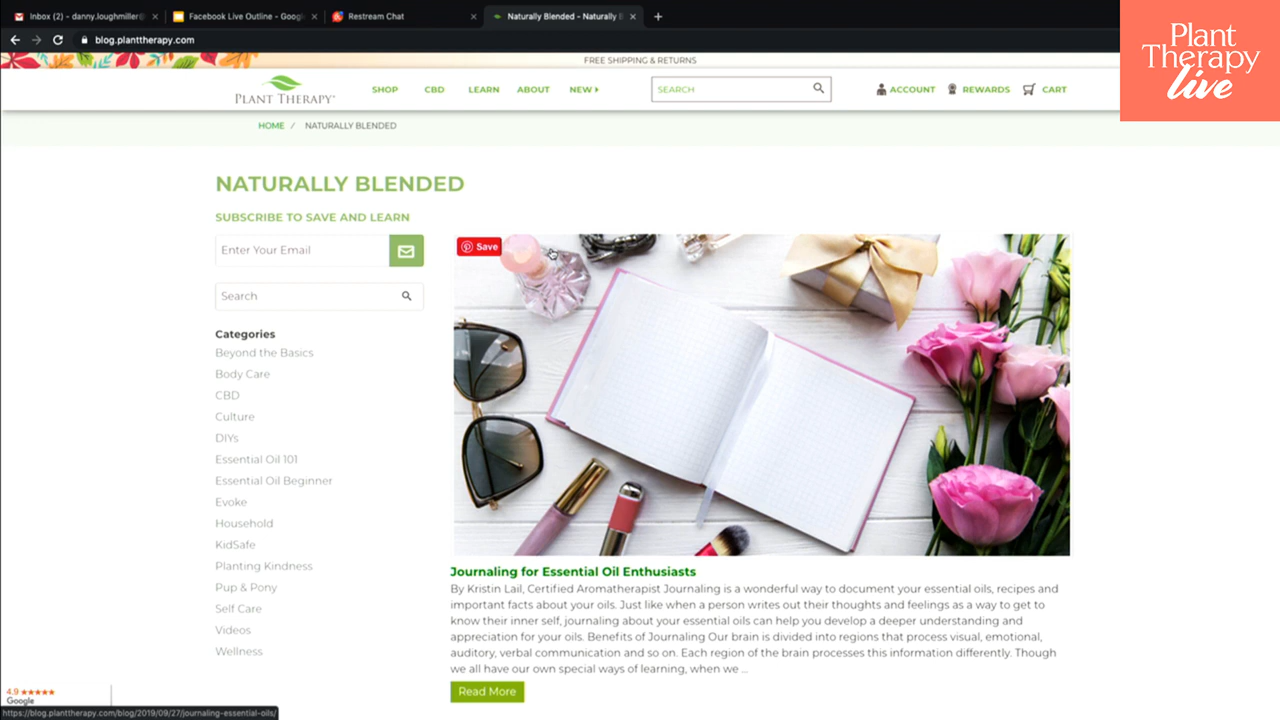 Inbox (2) - danny.loughmiller@
Facebook Live Outline - Googl
Restream Chat
Naturally Blended - Naturally B
blog.planttherapy.com
Plant
Therapy
live
FREE SHIPPING & RETURNS
PLANT THERAPY
SHOP
CBD
LEARN
ABOUT
NEW
SEARCH
ACCOUNT
REWARDS
CART
HOME / NATURALLY BLENDED
NATURALLY BLENDED
SUBSCRIBE TO SAVE AND LEARN
Enter Your Email
Search
Categories
Beyond the Basics
Body Care
CBD
Culture
DIYs
Essential Oil 101
Essential Oil Beginner
Evoke
Household
KidSafe
Planting Kindness
Pup & Pony
Self Care
Videos
Wellness
Save
Journaling for Essential Oil Enthusiasts
By Kristin Lail, Certified Aromatherapist Journaling is a wonderful way to document your essential oils, recipes and
important facts about your oils. Just like when a person writes out their thoughts and feelings as a way to get to
know their inner self, journaling about your essential oils can help you develop a deeper understanding and
appreciation for your oils. Benefits of Journaling Our brain is divided into regions that process visual, emotional,
auditory, verbal communication and so on. Each region of the brain processes this information differently. Though
we all have our own special ways of learning, when we ...
Read More
4.9 ★★★★★
Google
https://blog.planttherapy.com/blog/2019/09/27/journaling-essential-oils/